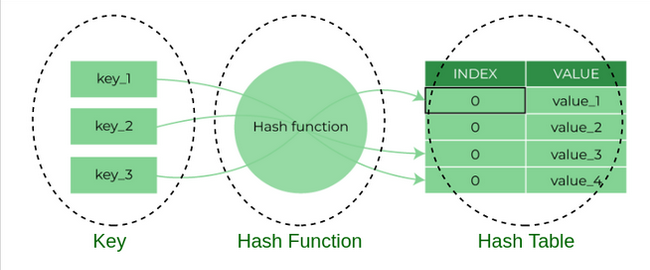 key_1
key_2
key_3
Hash function
INDEX VALUE
0 value_1
0 value_2
0 value_3
0 value_4
Key
Hash Function
Hash Table